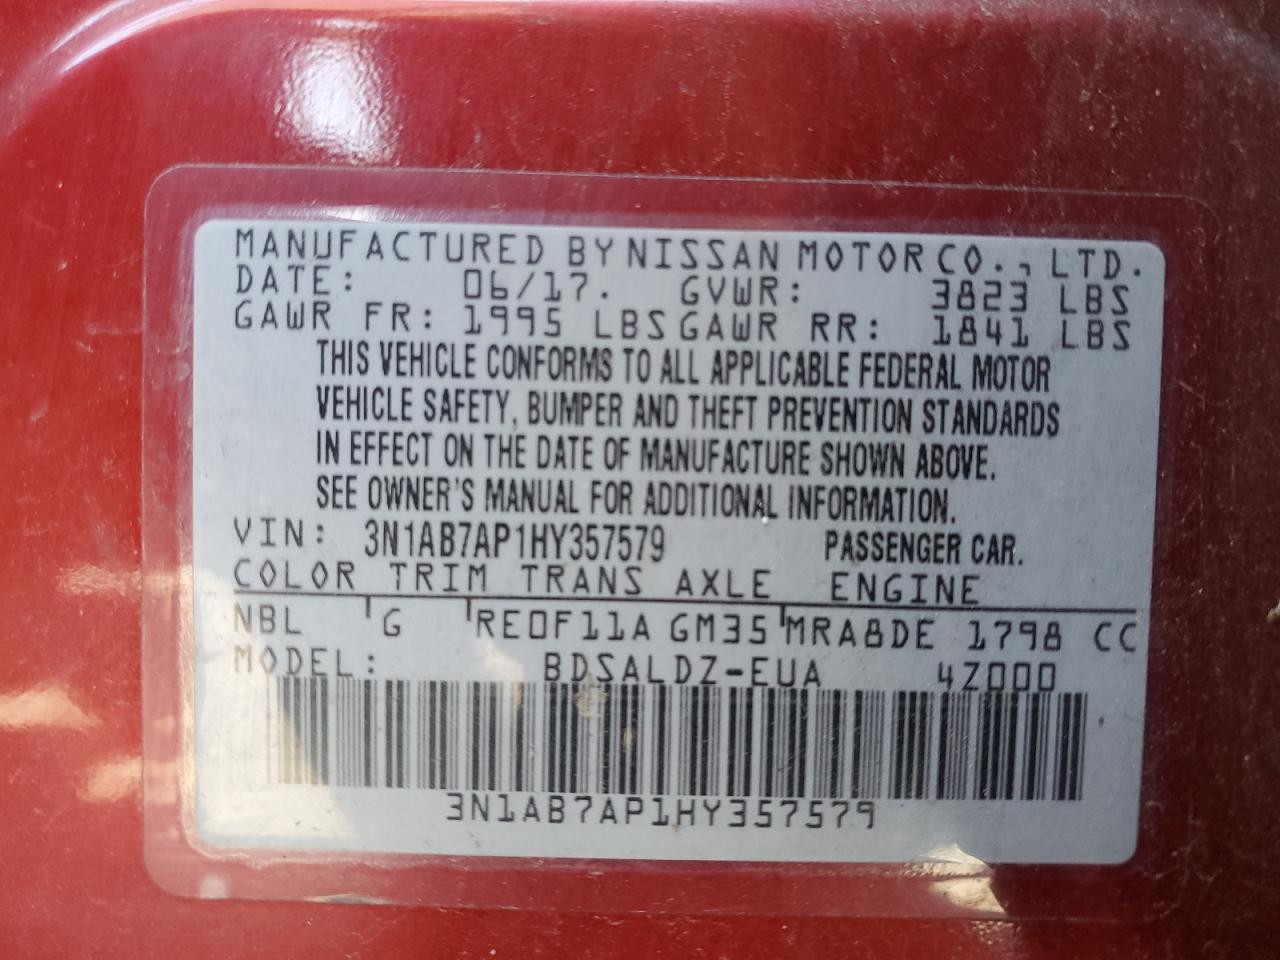 MANUFACTURED BY NISSAN MOTOR CO., LTD.
DATE: 06/17. GVWR: 3823 LBS
GAWR FR: 1995 LBS GAWR RR: 1841 LBS
THIS VEHICLE CONFORMS TO ALL APPLICABLE FEDERAL MOTOR
VEHICLE SAFETY, BUMPER AND THEFT PREVENTION STANDARDS
IN EFFECT ON THE DATE OF MANUFACTURE SHOWN ABOVE.
SEE OWNER'S MANUAL FOR ADDITIONAL INFORMATION.
VIN: 3N1AB7AP1HY357579 PASSENGER CAR.
COLOR TRIM TRANS AXLE ENGINE
NBL G RE0F11A GM35 MRA8DE 1798 CC
MODEL: BDSALDZ-EUA 4Z000
3N1AB7AP1HY357579